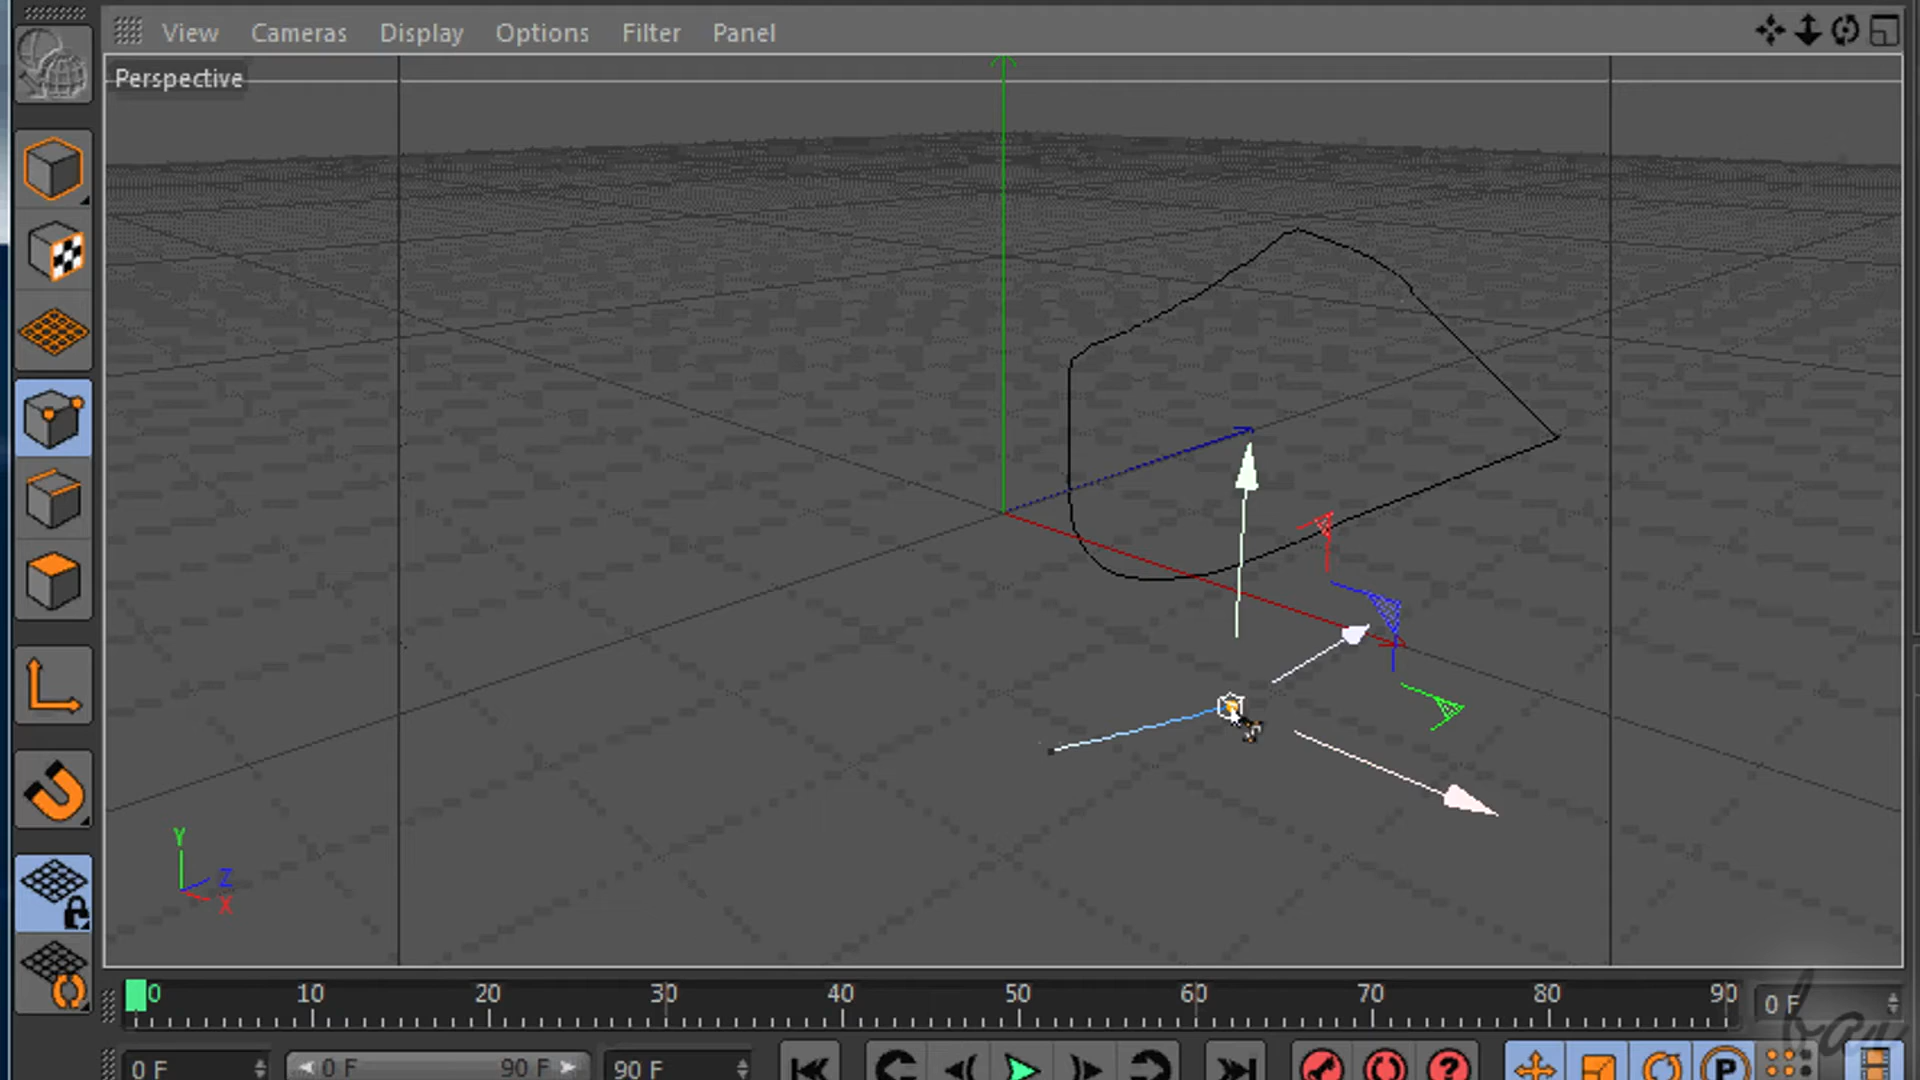 View Cameras Display Options Filter Panel
Perspective
Y
Z
X
0 10 20 30 40 50 60 70 80 90 0 F
0 F 0 F 90 F 90 F ? P